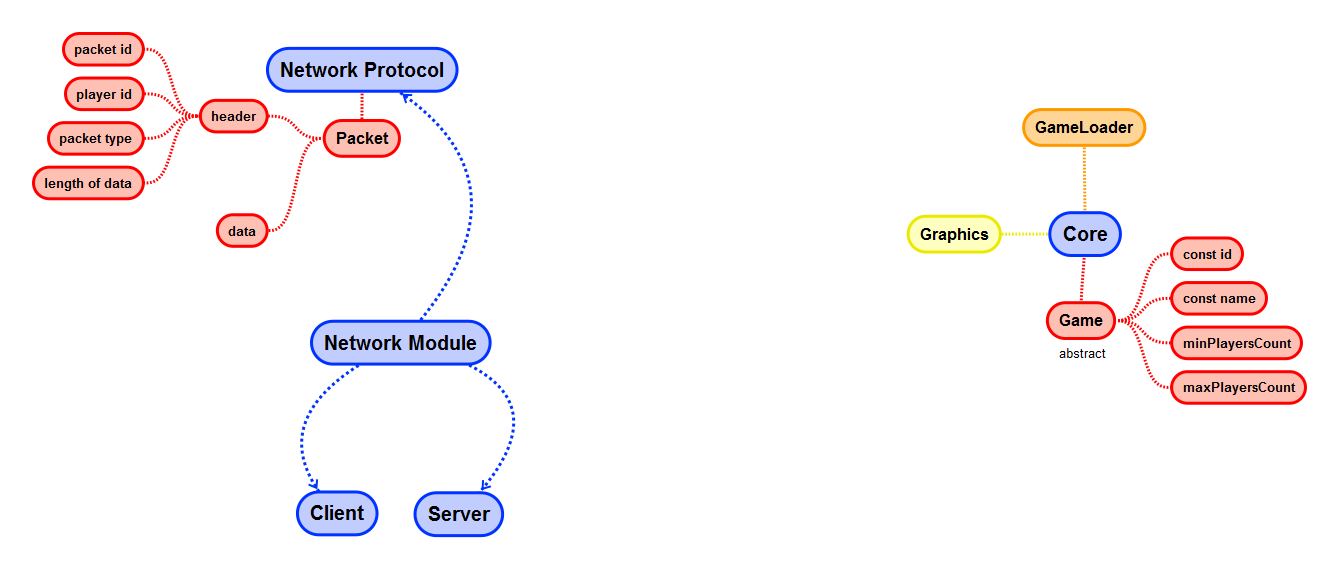 packet id
player id
packet type
length of data
header
data
Network Protocol
Packet
Network Module
Client
Server
GameLoader
Graphics
Core
Game
abstract
const id
const name
minPlayersCount
maxPlayersCount